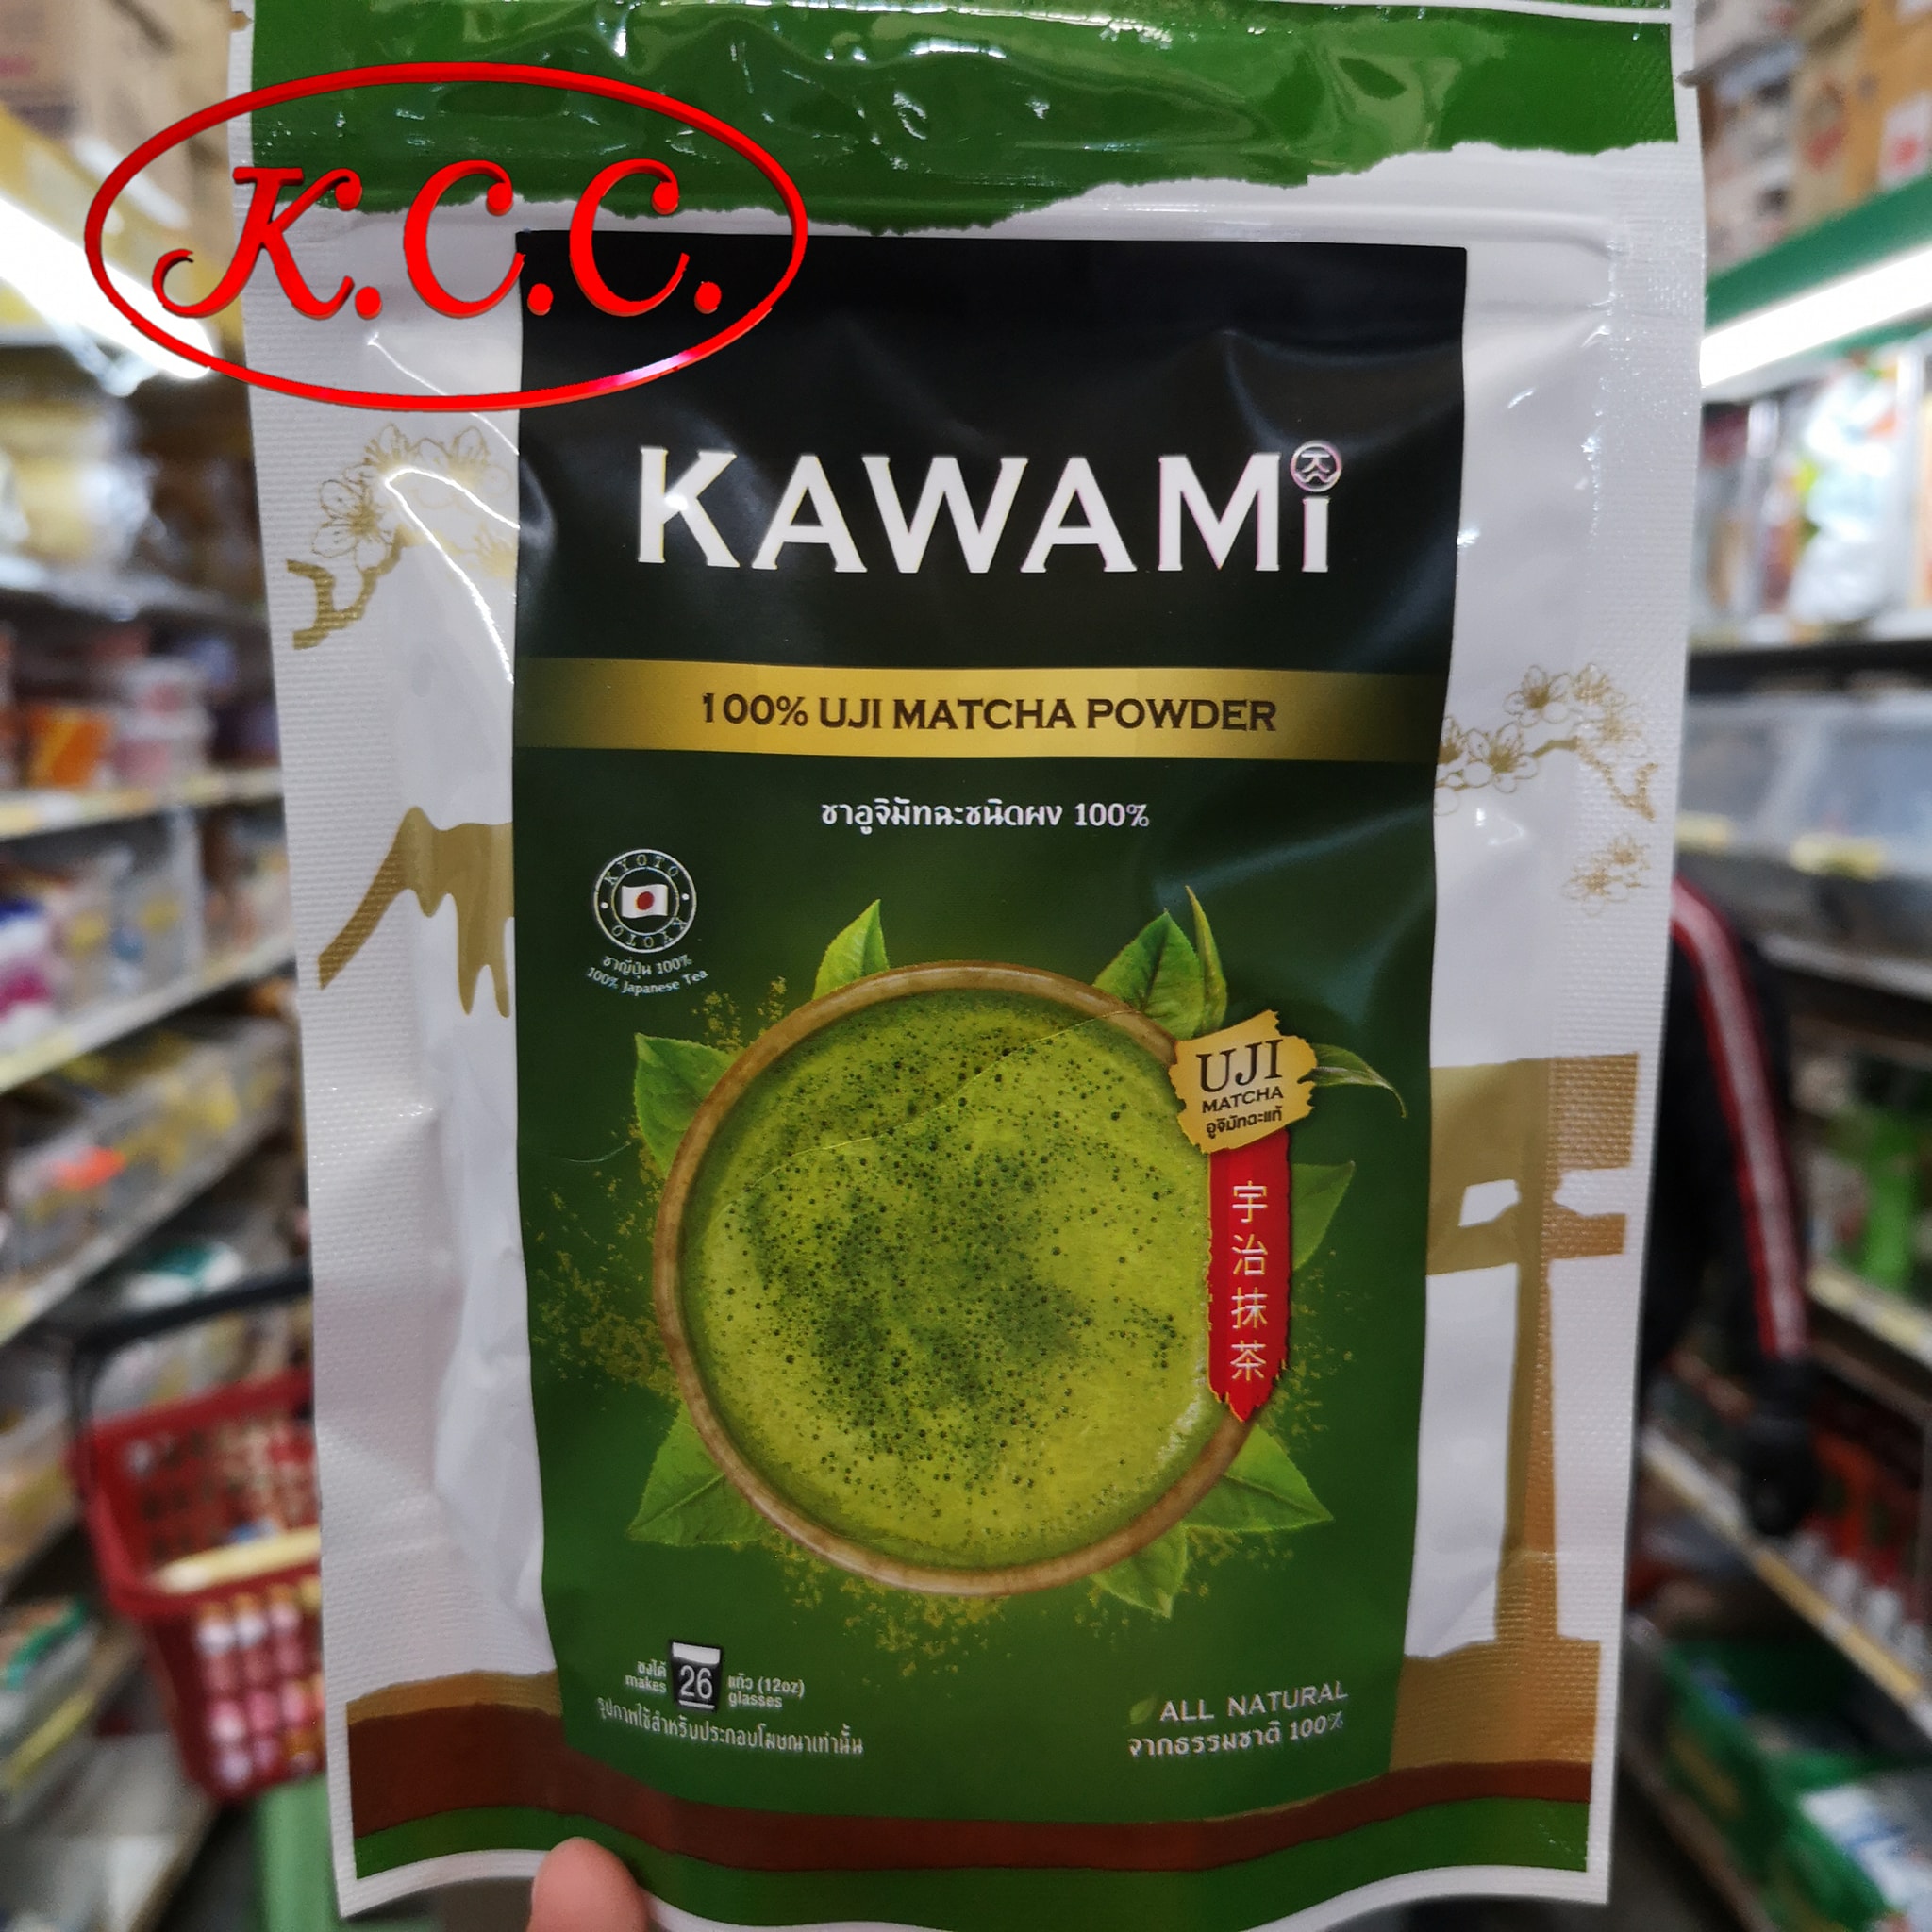 K.C.C.
KAWAMi
100% UJI MATCHA POWDER
ชาอูจิมัทฉะชนิดผง 100%
KYOTO
KYOTO
ชาญี่ปุ่น 100%
100% Japanese Tea
UJI
MATCHA
อูจิมัทฉะแท้
宇治抹茶
ชงได้ 26 แก้ว (12oz)
makes glasses
รูปภาพใช้สำหรับประกอบโฆษณาเท่านั้น
ALL NATURAL
จากธรรมชาติ 100%